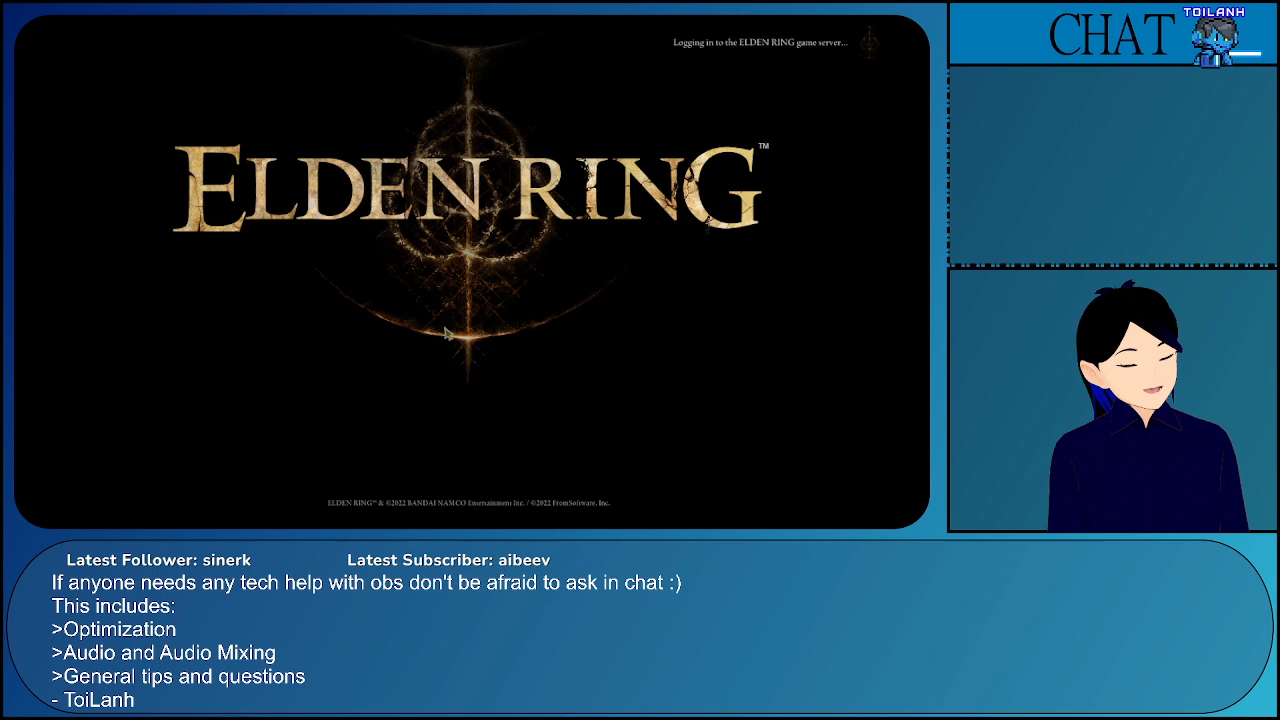 Logging in to the ELDEN RING game server...
ELDEN RING™
ELDEN RING™ & ©2022 BANDAI NAMCO Entertainment Inc. / ©2022 FromSoftware, Inc.
CHAT
TOILANH
Latest Follower: sinerk
Latest Subscriber: aibeev
If anyone needs any tech help with obs don't be afraid to ask in chat :)
This includes:
>Optimization
>Audio and Audio Mixing
>General tips and questions
- ToiLanh